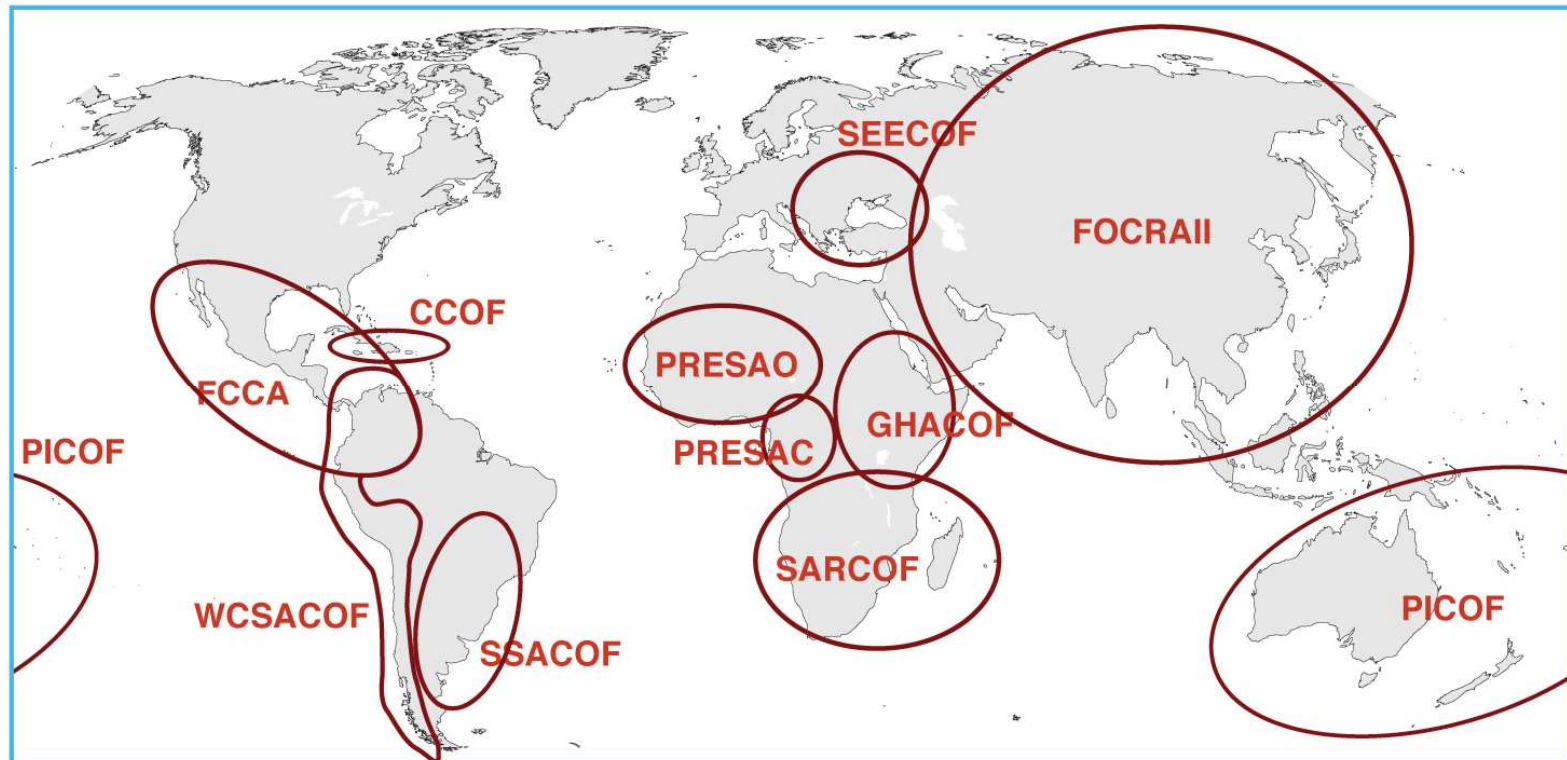 SEECOF
FOCRAII
CCOF
PRESAO
FCCA
GHACOF
PICOF
PRESAC
SARCOF
WCSACOF
PICOF
SSACOF